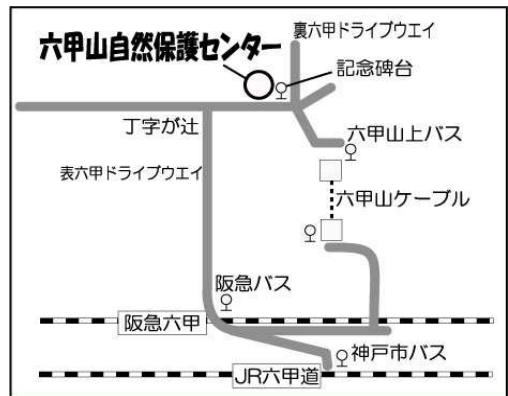 裏六甲ドライブウエイ
六甲山自然保護センター
記念碑台
丁字が辻
六甲山上バス
表六甲ドライブウエイ
六甲山ケーブル
阪急バス
阪急六甲
神戸市バス
JR六甲道